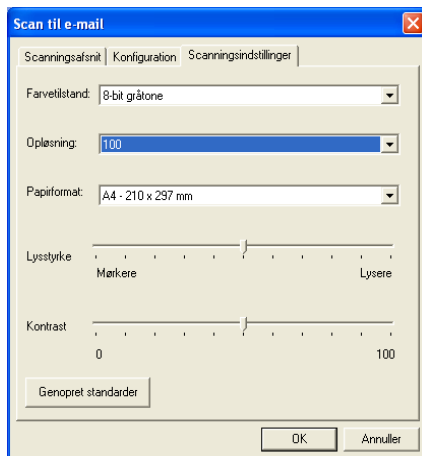 Scan til e-mail
Scanningsafsnit Konfiguration Scanningsindstillinger
Farvetilstand: 8-bit gråtone
Opløsning: 100
Papirformat: A4 - 210 x 297 mm
Lysstyrke
Mørkere Lysere
Kontrast
0 100
Genopret standarder
OK Annuller